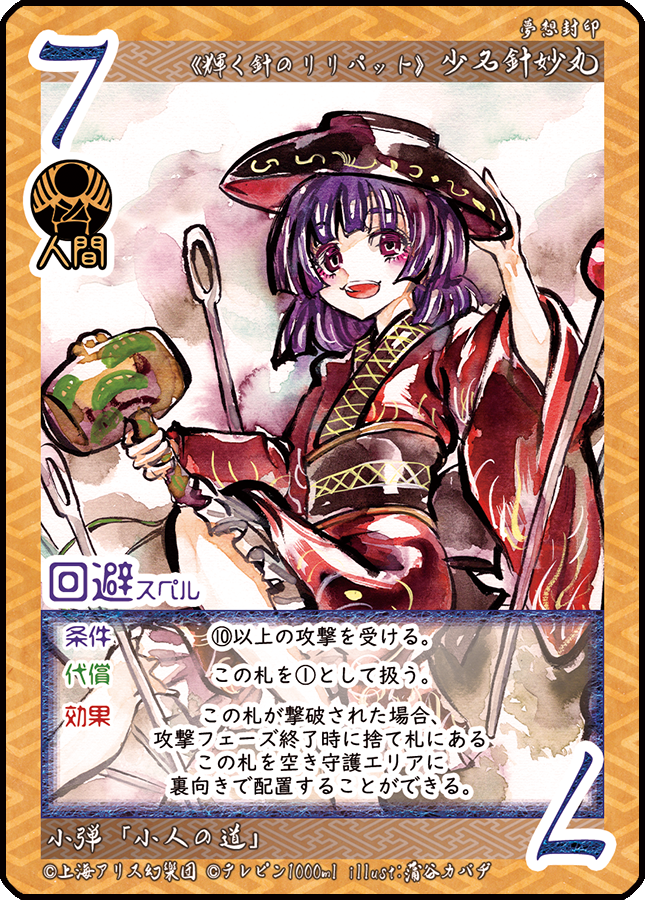 夢想封印
《輝く針のリリパット》 少名針妙丸
7
人間
回避スペル
条件 ⑩以上の攻撃を受ける。
代償 この札を①として扱う。
効果 この札が撃破された場合、
攻撃フェーズ終了時に捨て札にある
この札を空き守護エリアに
裏向きで配置することができる。
小弾「小人の道」
7
©上海アリス幻樂団 ©テレピン1000ml illust:蒲谷カバヂ